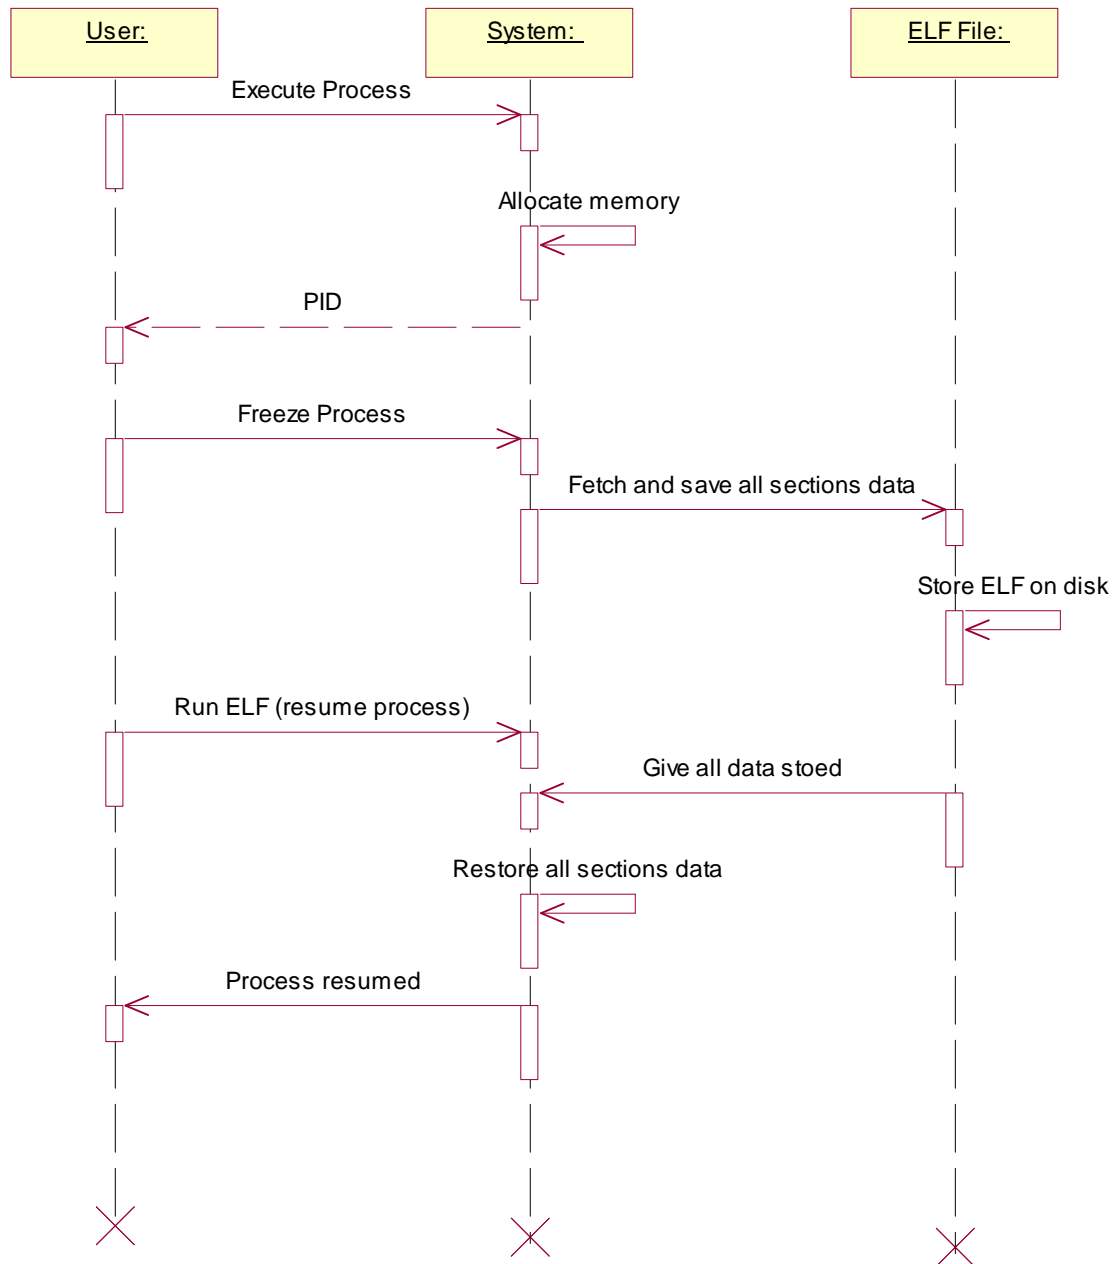 User:
System:
ELF File:
Execute Process
Allocate memory
PID
Freeze Process
Fetch and save all sections data
Store ELF on disk
Run ELF (resume process)
Give all data stoed
Restore all sections data
Process resumed